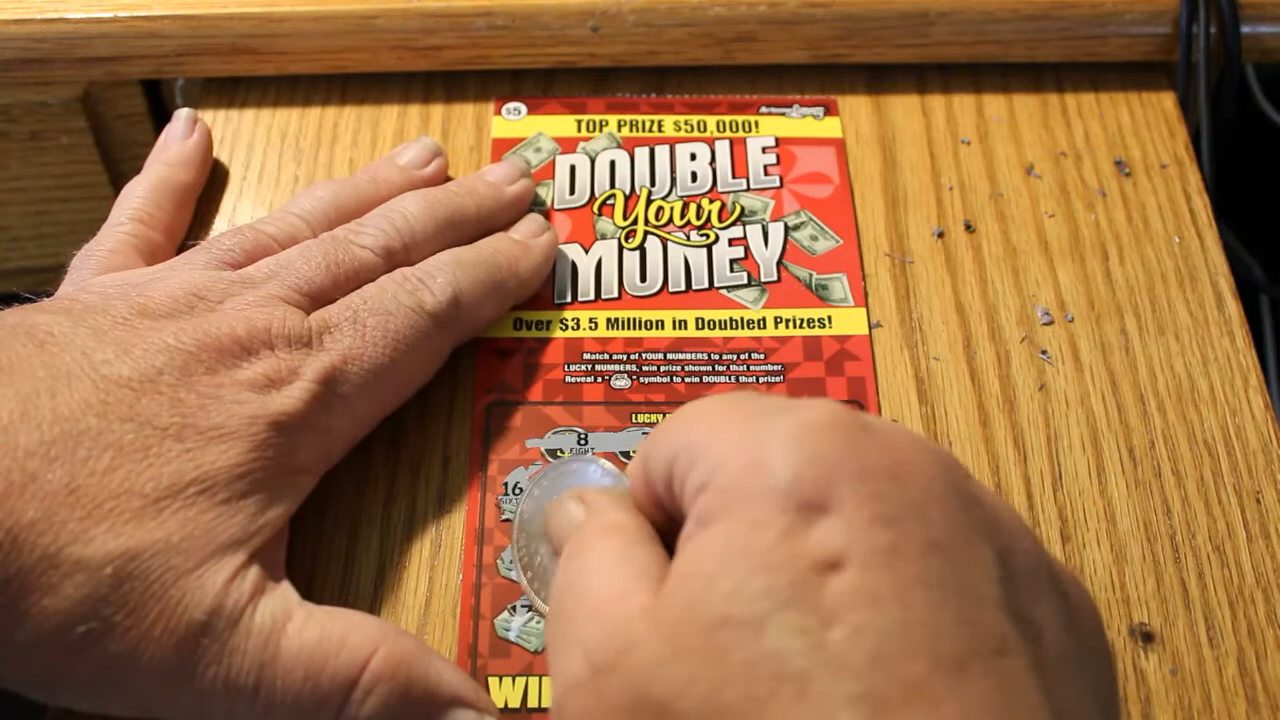 $5
TOP PRIZE $50,000!
DOUBLE
Your
MONEY
Over $3.5 Million in Doubled Prizes!
Match any of YOUR NUMBERS to any of the
LUCKY NUMBERS, win prize shown for that number.
Reveal a " " symbol to win DOUBLE that prize!
LUCKY
8
EIGHT
16